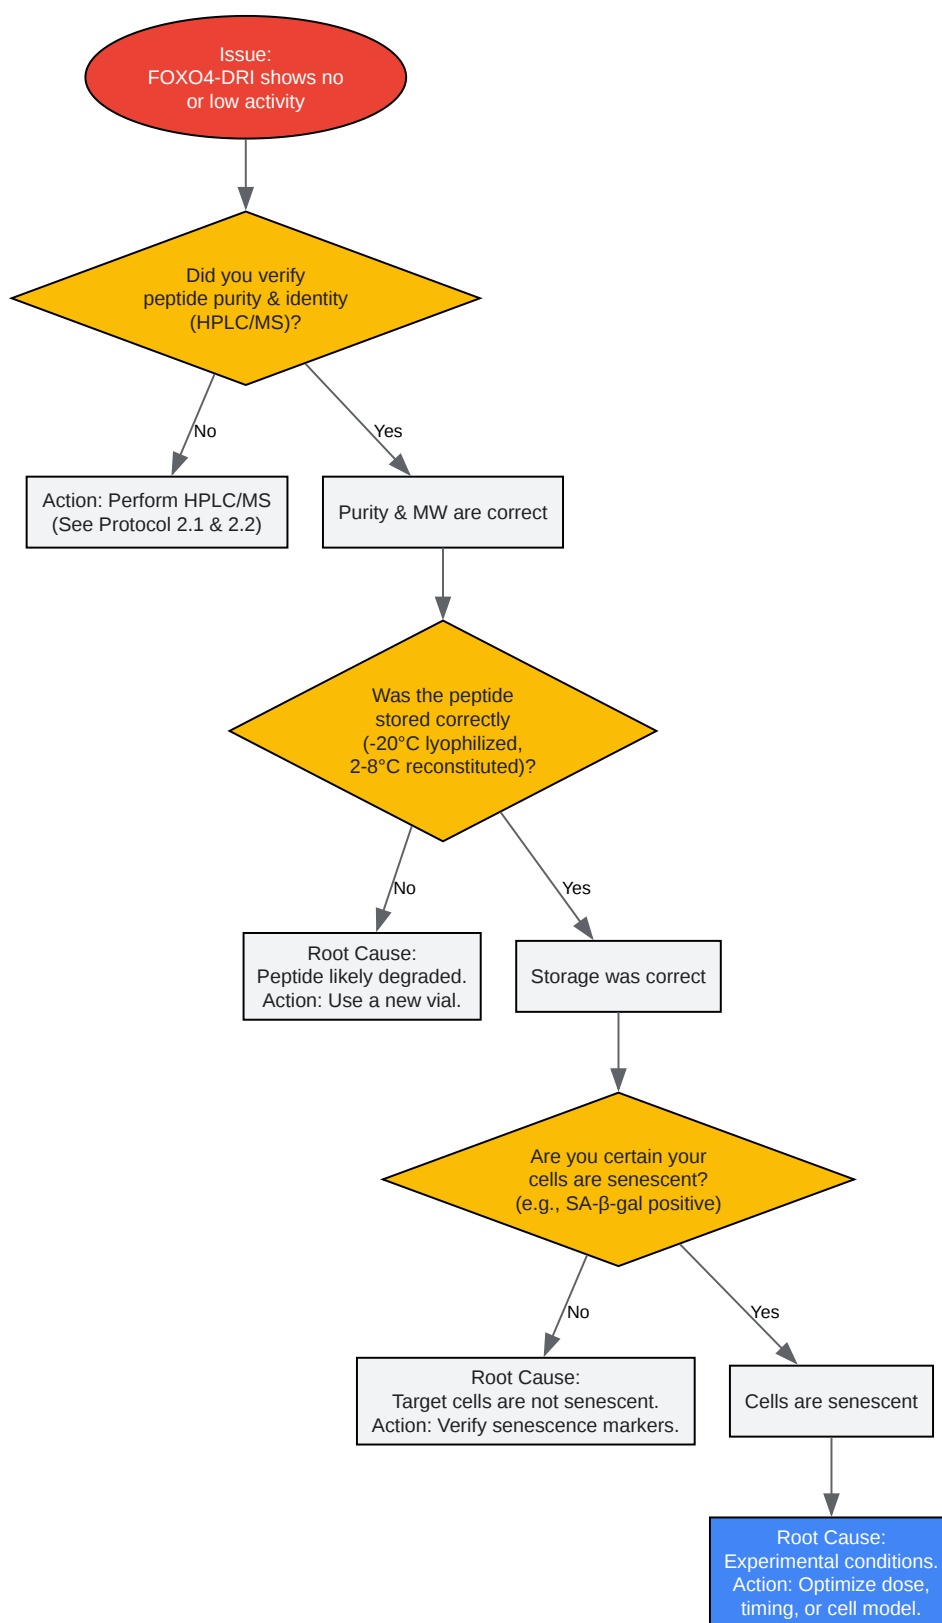 Issue:
FOXO4-DRI shows no
or low activity
Did you verify
peptide purity & identity
(HPLC/MS)?
No
Yes
Action: Perform HPLC/MS
(See Protocol 2.1 & 2.2)
Purity & MW are correct
Was the peptide
stored correctly
(-20°C lyophilized,
2-8°C reconstituted)?
No
Yes
Root Cause:
Peptide likely degraded.
Action: Use a new vial.
Storage was correct
Are you certain your
cells are senescent?
(e.g., SA-β-gal positive)
No
Yes
Root Cause:
Target cells are not senescent.
Action: Verify senescence markers.
Cells are senescent
Root Cause:
Experimental conditions.
Action: Optimize dose,
timing, or cell model.